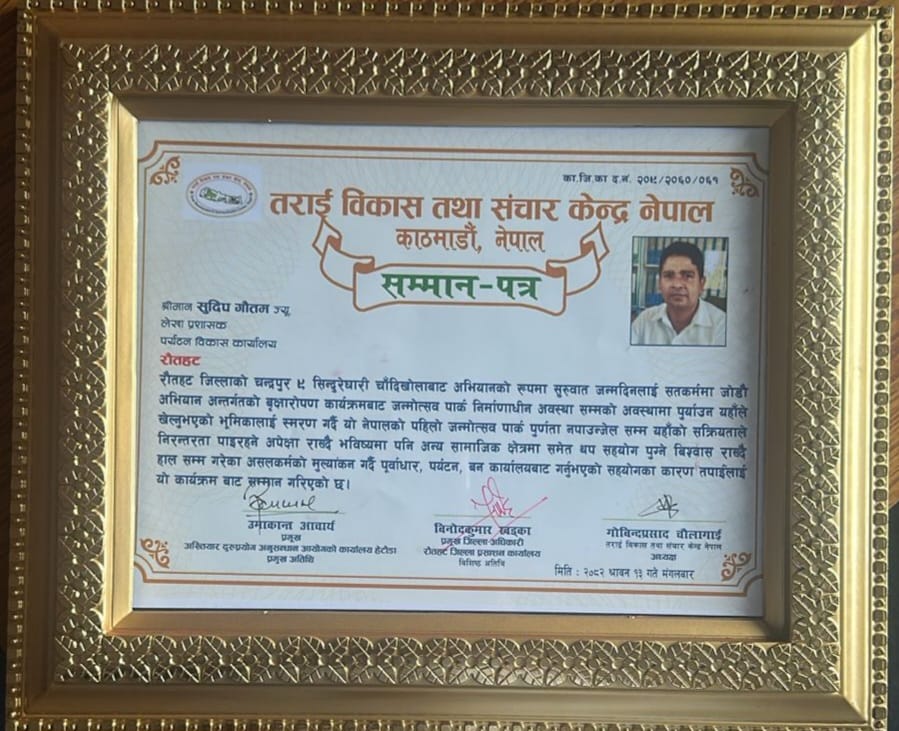 का.जि.का द.नं. २०५९/२०६०/०६१
तराई विकास तथा संचार केन्द्र नेपाल
काठमाडौं, नेपाल
सम्मान-पत्र
श्रीमान सुदिप गौतम ज्यू
लेखा प्रशासक
पर्यटन विकास कार्यालय
रौतहट
रौतहट जिल्लाको चन्द्रपुर ९ सिन्दुरेघारी चाँदिखोलाबाट अभियानको रूपमा सुरुवात जन्मदिनलाई सतकर्ममा जोडौ
अभियान अन्तर्गतको बृक्षारोपण कार्यक्रमबाट जन्मोत्सव पार्क निर्माणाधीन अवस्था सम्मको अवस्थामा पुर्याउन यहाँले
खेल्नुभएको भूमिकालाई स्मरण गर्दै यो नेपालको पहिलो जन्मोत्सव पार्क पुर्णता नपाउन्जेल सम्म यहाँको सक्रियताले
निरन्तरता पाइरहने अपेक्षा राख्दै भविष्यमा पनि अन्य सामाजिक क्षेत्रमा समेत थप सहयोग पुग्ने बिश्वास राख्दै
हाल सम्म गरेका असलकर्मको मुल्यांकन गर्दै पूर्वाधार, पर्यटन, बन कार्यालयबाट गर्नुभएको सहयोगका कारण तपाईंलाई
यो कार्यक्रम बाट सम्मान गरिएको छ।
उमाकान्त आचार्य
प्रमुख
अख्तियार दुरुप्रयोग अनुसन्धान आयोगको कार्यालय हेटौडा
प्रमुख अतिथि
बिनोदकुमार खड्का
प्रमुख जिल्ला अधिकारी
रौतहट जिल्ला प्रशासन कार्यालय
बिशिष्ट अतिथि
गोविन्दप्रसाद चौलागाई
तराई विकास तथा संचार केन्द्र नेपाल
अध्यक्ष
मिति : २०८२ श्रावन १३ गते मंगलबार